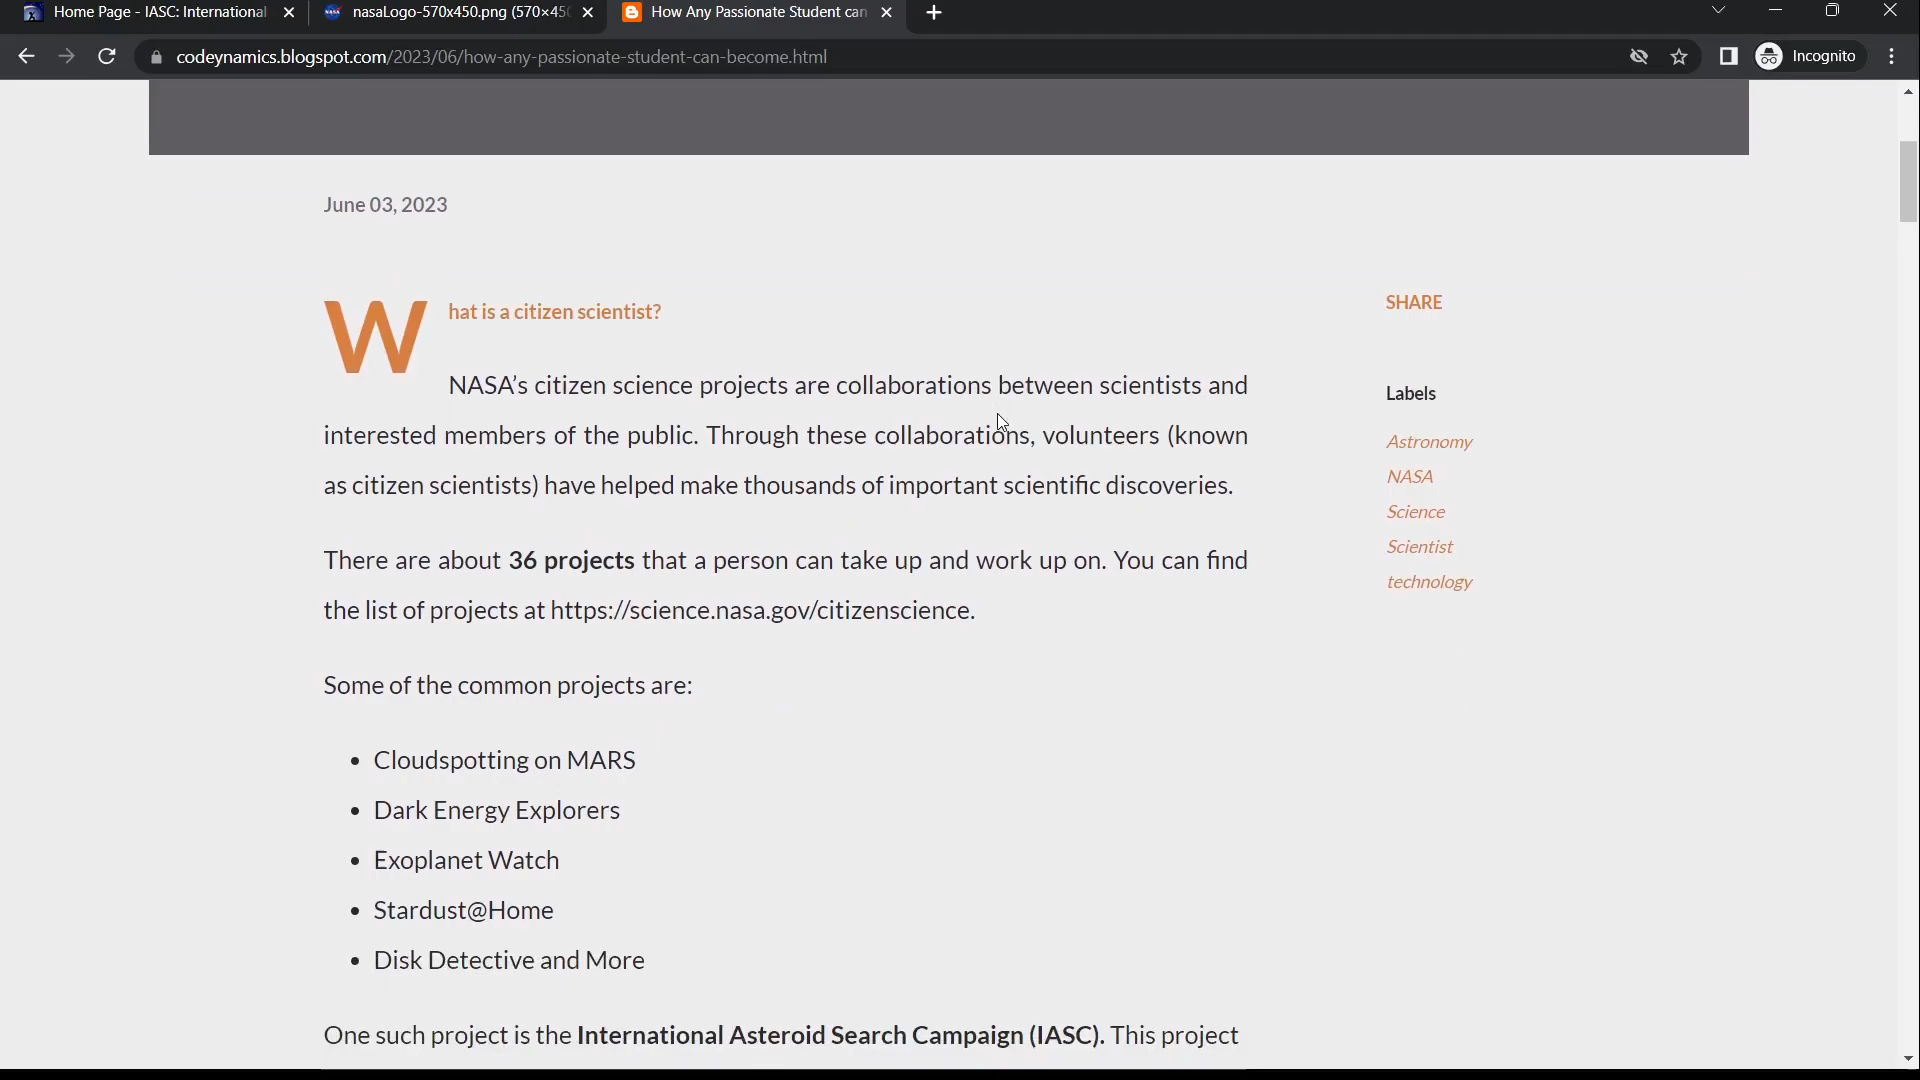 Home Page - IASC: International
nasaLogo-570x450.png (570×450
How Any Passionate Student can
codeynamics.blogspot.com/2023/06/how-any-passionate-student-can-become.html
Incognito
June 03, 2023
What is a citizen scientist?
NASA’s citizen science projects are collaborations between scientists and
interested members of the public. Through these collaborations, volunteers (known
as citizen scientists) have helped make thousands of important scientific discoveries.
There are about 36 projects that a person can take up and work up on. You can find
the list of projects at https://science.nasa.gov/citizenscience.
Some of the common projects are:
• Cloudspotting on MARS
• Dark Energy Explorers
• Exoplanet Watch
• Stardust@Home
• Disk Detective and More
One such project is the International Asteroid Search Campaign (IASC). This project
SHARE
Labels
Astronomy
NASA
Science
Scientist
technology